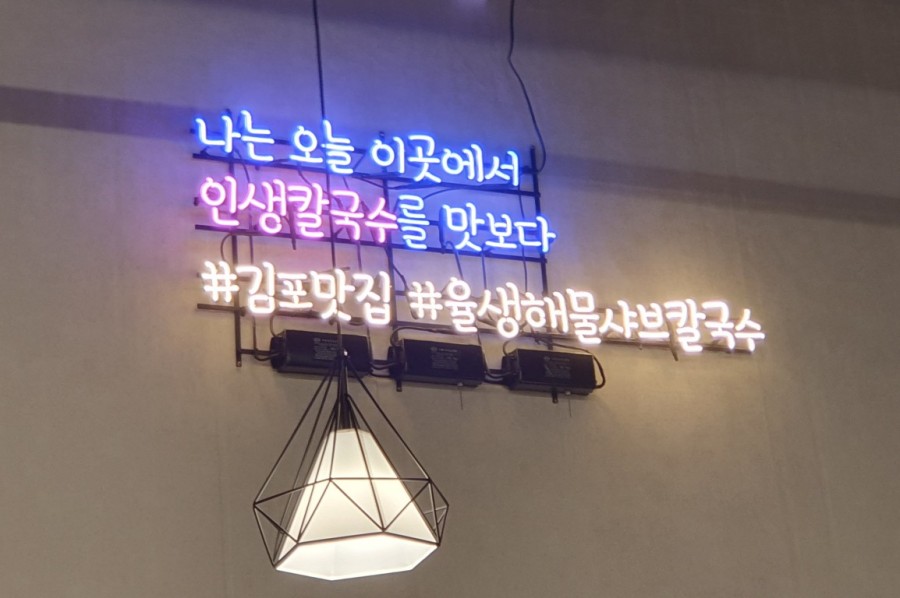 나는 오늘 이곳에서
인생칼국수를 맛보다
#김포맛집 #율생해물샤브칼국수